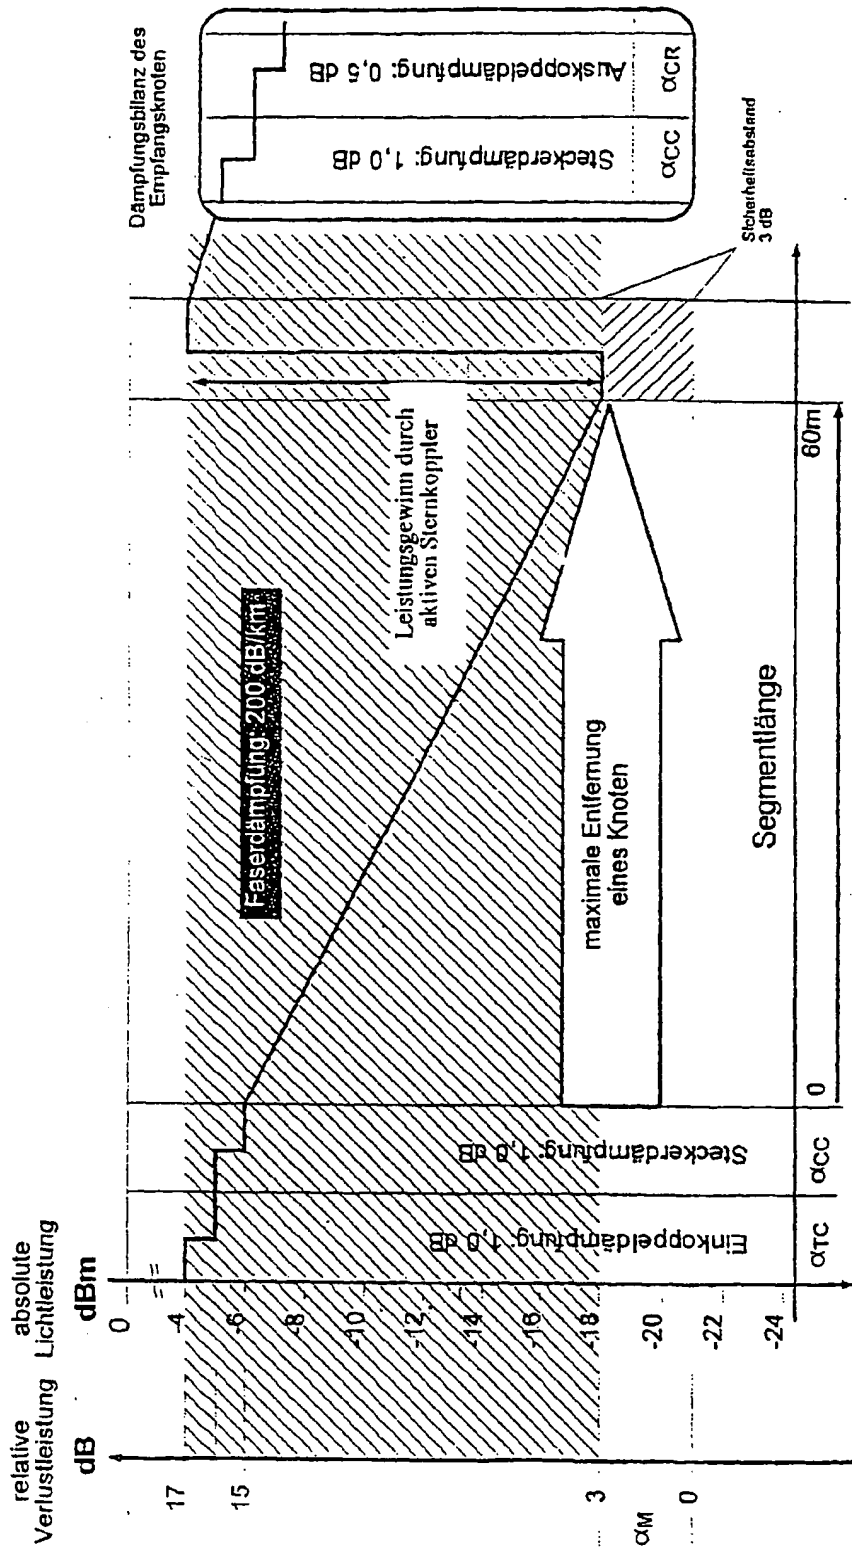 relative
Verlustleistung
dB
absolute
Lichtleistung
dBm
0
-4
-6
-8
-10
-12
-14
-16
-18
-20
-22
-24
17
15
3
αM
0
Einkoppeldämpfung: 1,0 dB
αTC
Steckerdämpfung: 1,0 dB
αCC
Faserdämpfung: 200 dB/km
Leistungsgewinn durch
aktiven Sternkoppler
maximale Entfernung
eines Knoten
0
60m
Segmentlänge
Dämpfungsbilanz des
Empfangsknoten
Steckerdämpfung: 1,0 dB
αCC
Auskoppeldämpfung: 0,5 dB
αCR
Sicherheitsabstand
3 dB